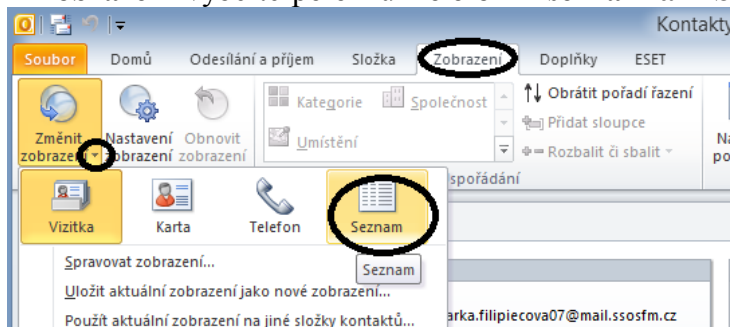 Kontakty
Soubor Domů Odesílání a příjem Složka Zobrazení Doplňky ESET
Změnit zobrazení
Nastavení zobrazení
Obnovit zobrazení
Kategorie Společnost
Umístění
Obrátit pořadí řazení
Přidat sloupce
Rozbalit či sbalit
spořádání
Vizitka Karta Telefon Seznam
Spravovat zobrazení...
Seznam
Uložit aktuální zobrazení jako nové zobrazení...
Použít aktuální zobrazení na jiné složky kontaktů...
arka.filipiecova07@mail.ssosfm.cz